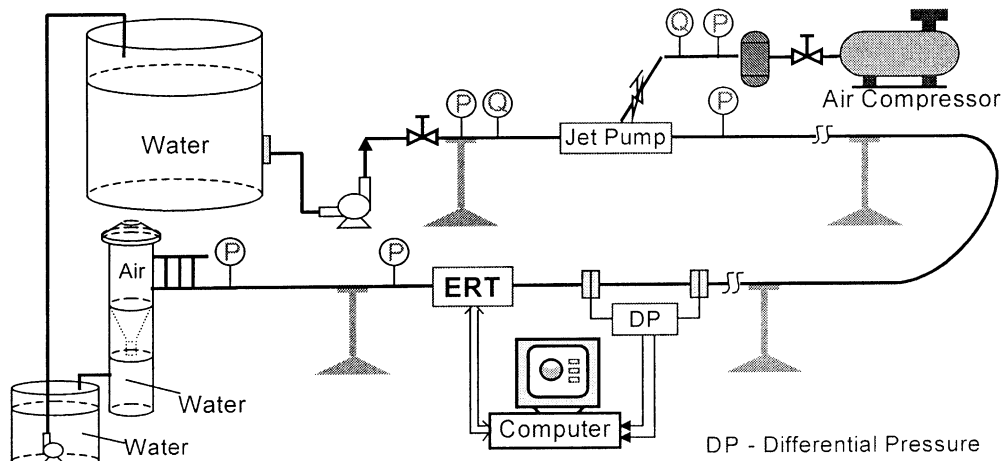 Q
P
Air Compressor
Water
P
Q
Jet Pump
P
Air
P
P
ERT
DP
Water
Water
Computer
DP - Differential Pressure